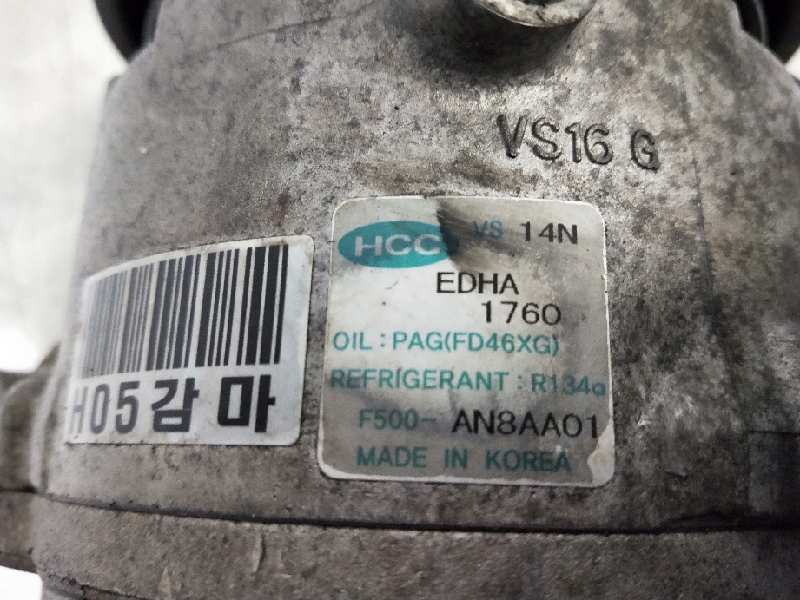 VS16 G
HCC VS 14N
EDHA
1760
OIL : PAG(FD46XG)
REFRIGERANT : R134a
F500- AN8AA01
MADE IN KOREA
H05감마